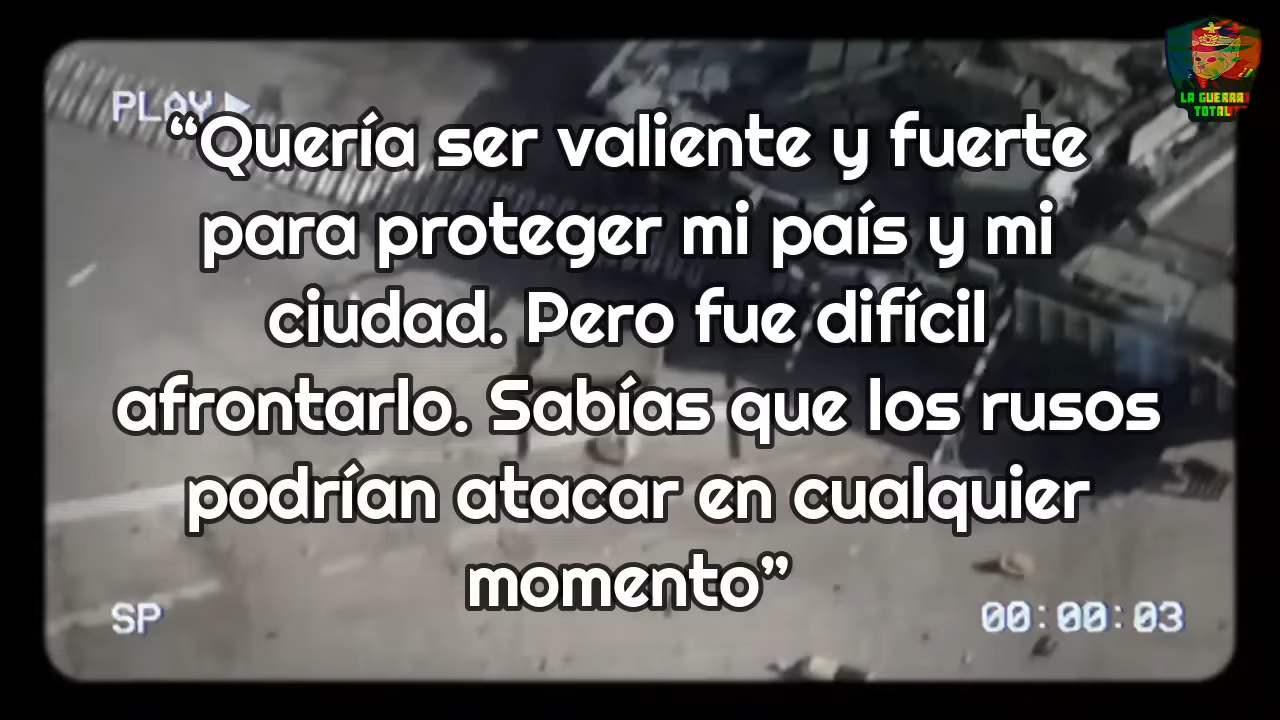 PLAY
LA GUERRA
TOTAL
“Quería ser valiente y fuerte
para proteger mi país y mi
ciudad. Pero fue difícil
afrontarlo. Sabías que los rusos
podrían atacar en cualquier
momento”
SP
00:00:03